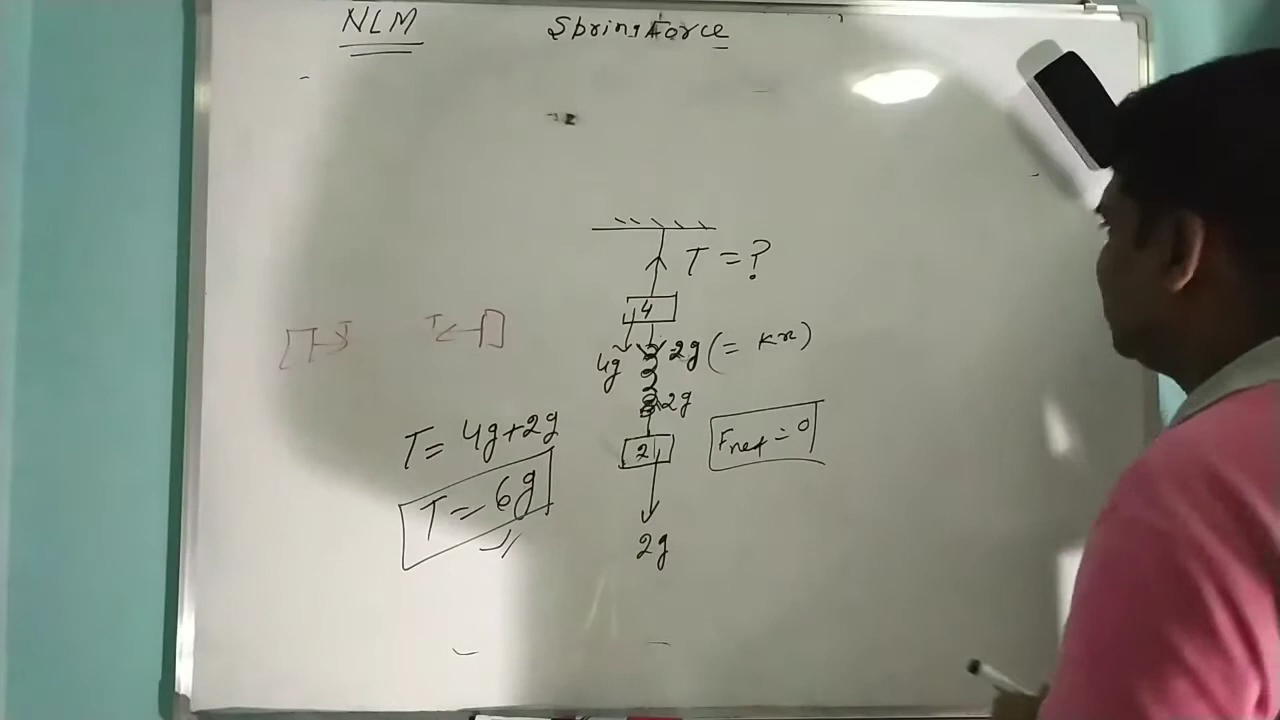 NLM
Spring Force
T = ?
4
T
T
4g
2g (= kx)
2g
T = 4g+2g
2
Fnet = 0
T = 6g
2g